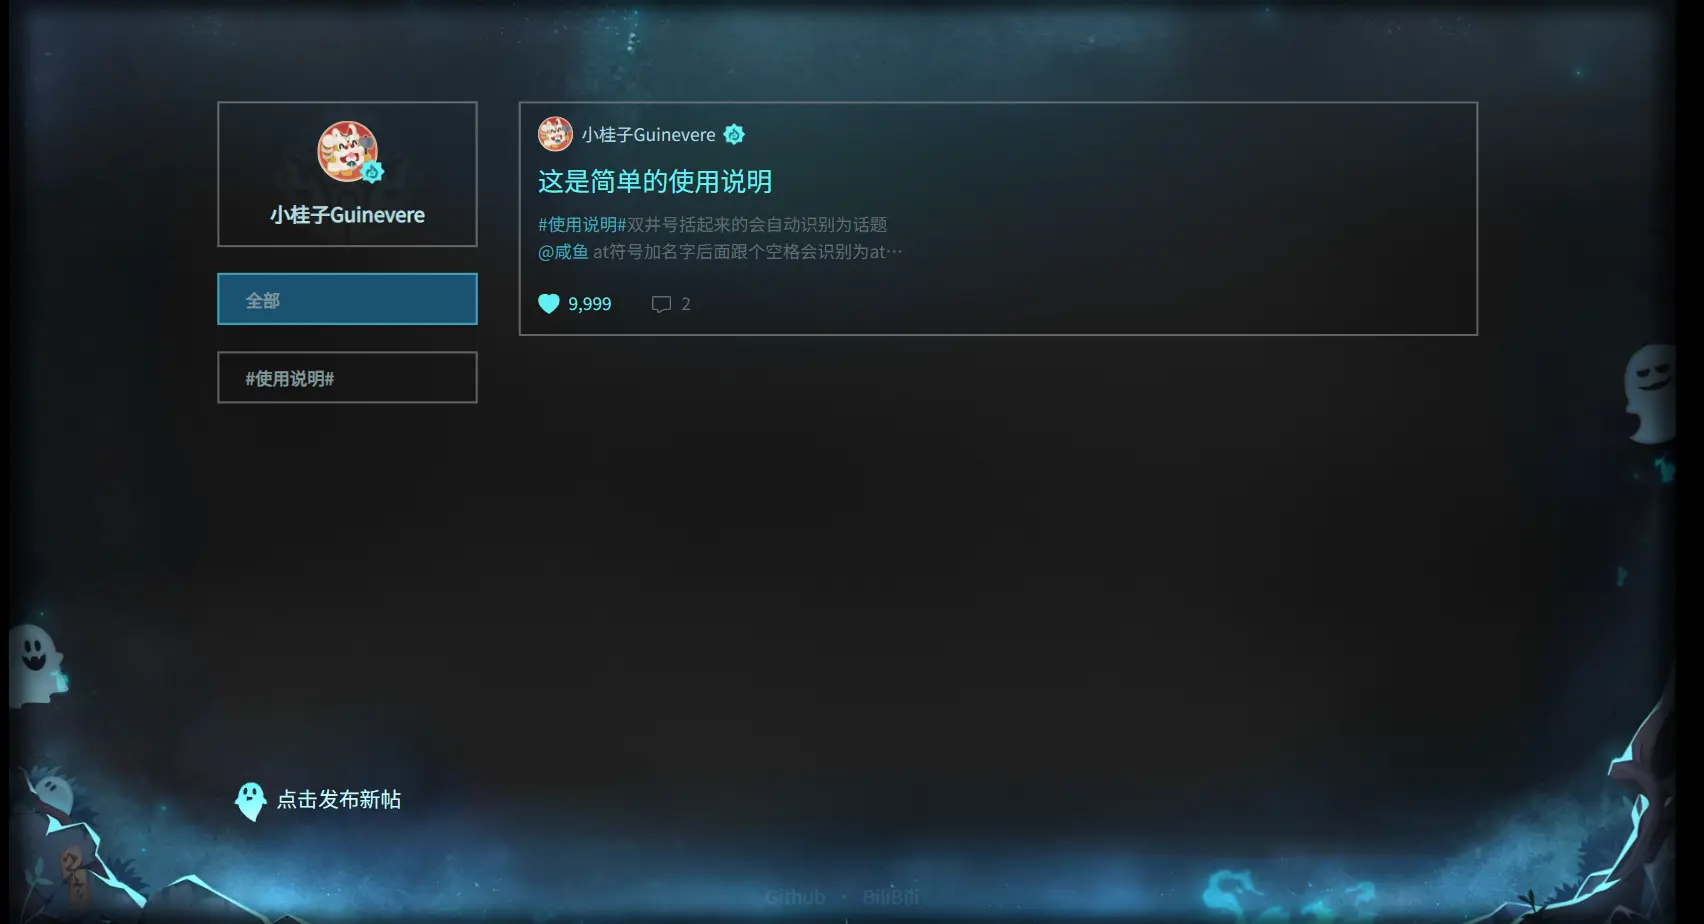 小桂子Guinevere
全部
#使用说明#
小桂子Guinevere
这是简单的使用说明
#使用说明#双井号括起来的会自动识别为话题
@咸鱼 at符号加名字后面跟个空格会识别为at…
9,999 2
点击发布新帖
Github · BiliBili